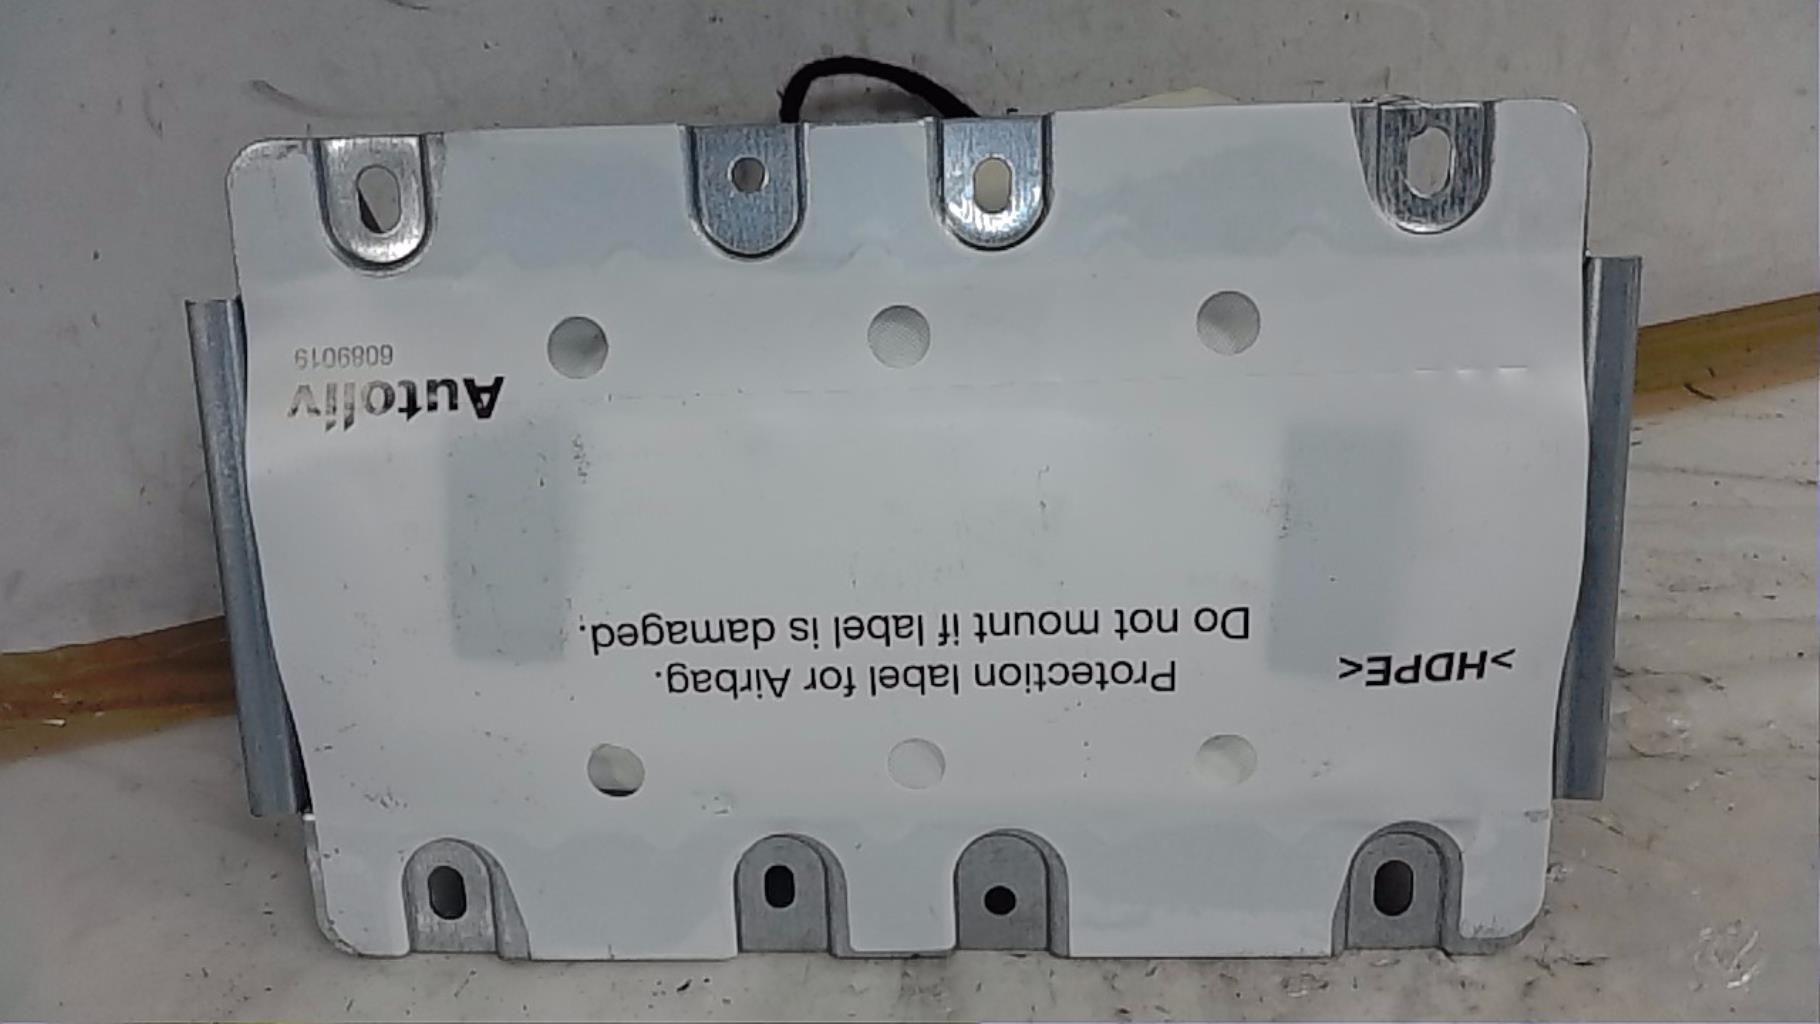 >HDPE<
Protection label for Airbag.
Do not mount if label is damaged.
Autoliv
6089019